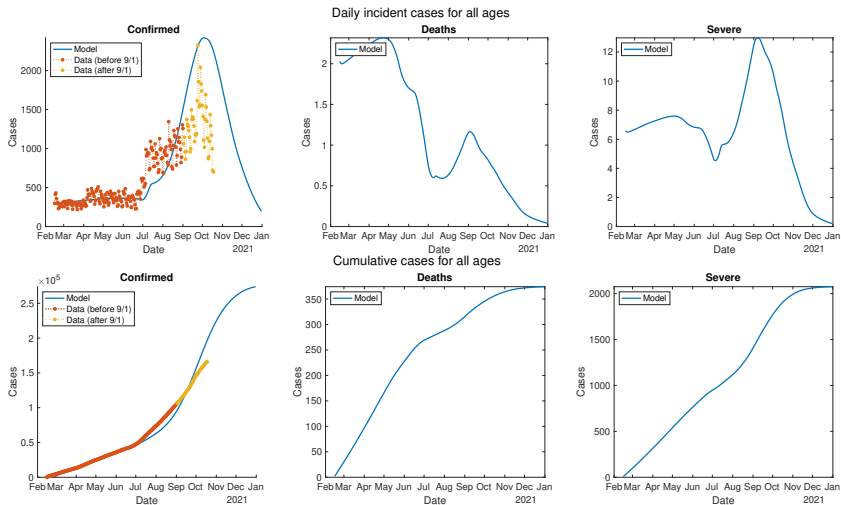 Daily incident cases for all ages
Confirmed
Model
Data (before 9/1)
Data (after 9/1)
2000
1500
1000
500
0
Cases
Feb Mar Apr May Jun Jul Aug Sep Oct Nov Dec Jan
Date
2021
Deaths
Model
2
1.5
1
0.5
0
Cases
Feb Mar Apr May Jun Jul Aug Sep Oct Nov Dec Jan
Date
2021
Severe
Model
12
10
8
6
4
2
0
Cases
Feb Mar Apr May Jun Jul Aug Sep Oct Nov Dec Jan
Date
2021
Cumulative cases for all ages
×10^5
Confirmed
Model
Data (before 9/1)
Data (after 9/1)
2.5
2
1.5
1
0.5
0
Cases
Feb Mar Apr May Jun Jul Aug Sep Oct Nov Dec Jan
Date
2021
Deaths
Model
350
300
250
200
150
100
50
0
Cases
Feb Mar Apr May Jun Jul Aug Sep Oct Nov Dec Jan
Date
2021
Severe
Model
2000
1500
1000
500
0
Cases
Feb Mar Apr May Jun Jul Aug Sep Oct Nov Dec Jan
Date
2021